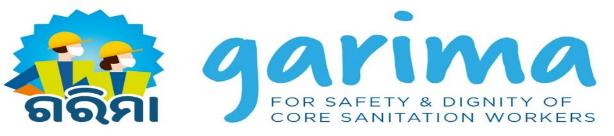 ଗରିମା
garima
FOR SAFETY & DIGNITY OF
CORE SANITATION WORKERS